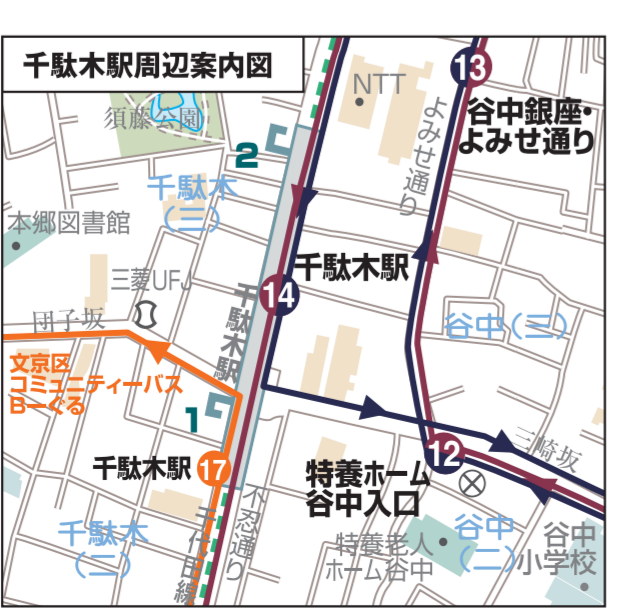 千駄木駅周辺案内図
NTT
13
谷中銀座・
よみせ通り
須藤公園
よみせ通り
2
千駄木
（三）
本郷図書館
千駄木駅
三菱UFJ
14
千駄木駅
谷中（三）
団子坂
文京区
コミュニティーバス
Bーぐる
1
三崎坂
12
千駄木駅
17
特養ホーム
谷中入口
不忍通り
千代田線
千駄木
（二）
特養老人
ホーム谷中
谷中
（二）
谷中
小学校